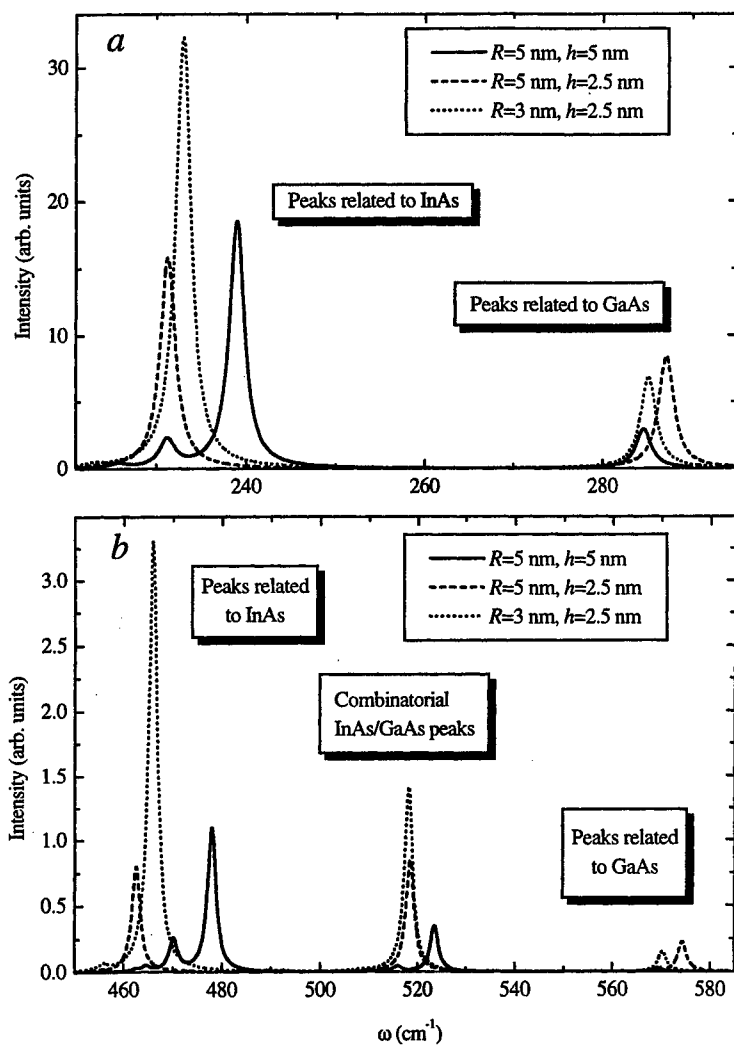 a
R=5 nm, h=5 nm
R=5 nm, h=2.5 nm
R=3 nm, h=2.5 nm
Peaks related to InAs
Peaks related to GaAs
Intensity (arb. units)
30
20
10
0
240
260
280
b
R=5 nm, h=5 nm
R=5 nm, h=2.5 nm
R=3 nm, h=2.5 nm
Peaks related
to InAs
Combinatorial
InAs/GaAs peaks
Peaks related
to GaAs
Intensity (arb. units)
3.0
2.5
2.0
1.5
1.0
0.5
0.0
460
480
500
520
540
560
580
ω (cm⁻¹)